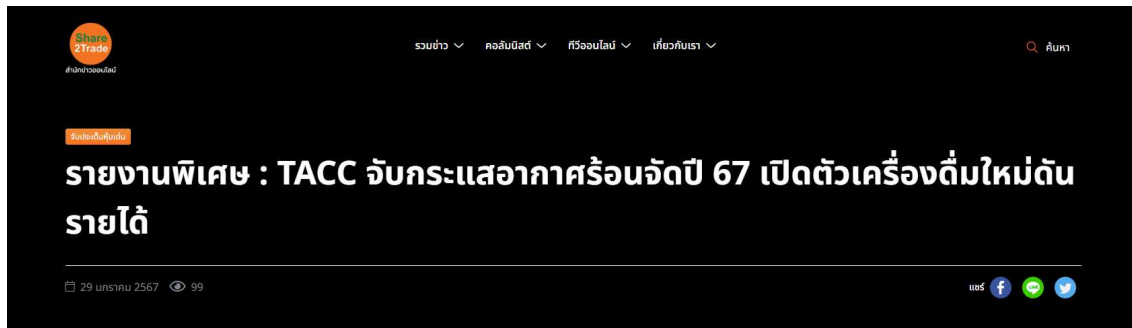 Share
2Trade
สำนักข่าวออนไลน์
รวมข่าว คอลัมนิสต์ ทีวีออนไลน์ เกี่ยวกับเรา ค้นหา
จับประเด็นหุ้นเด่น
รายงานพิเศษ : TACC จับกระแสอากาศร้อนจัดปี 67 เปิดตัวเครื่องดื่มใหม่ดัน
รายได้
29 มกราคม 2567 99 แชร์